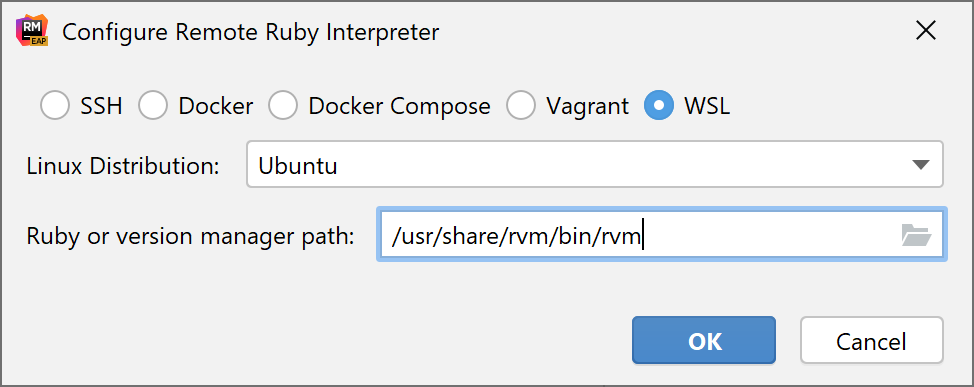 RM
EAP
Configure Remote Ruby Interpreter
SSH Docker Docker Compose Vagrant WSL
Linux Distribution: Ubuntu
Ruby or version manager path: /usr/share/rvm/bin/rvm
OK Cancel